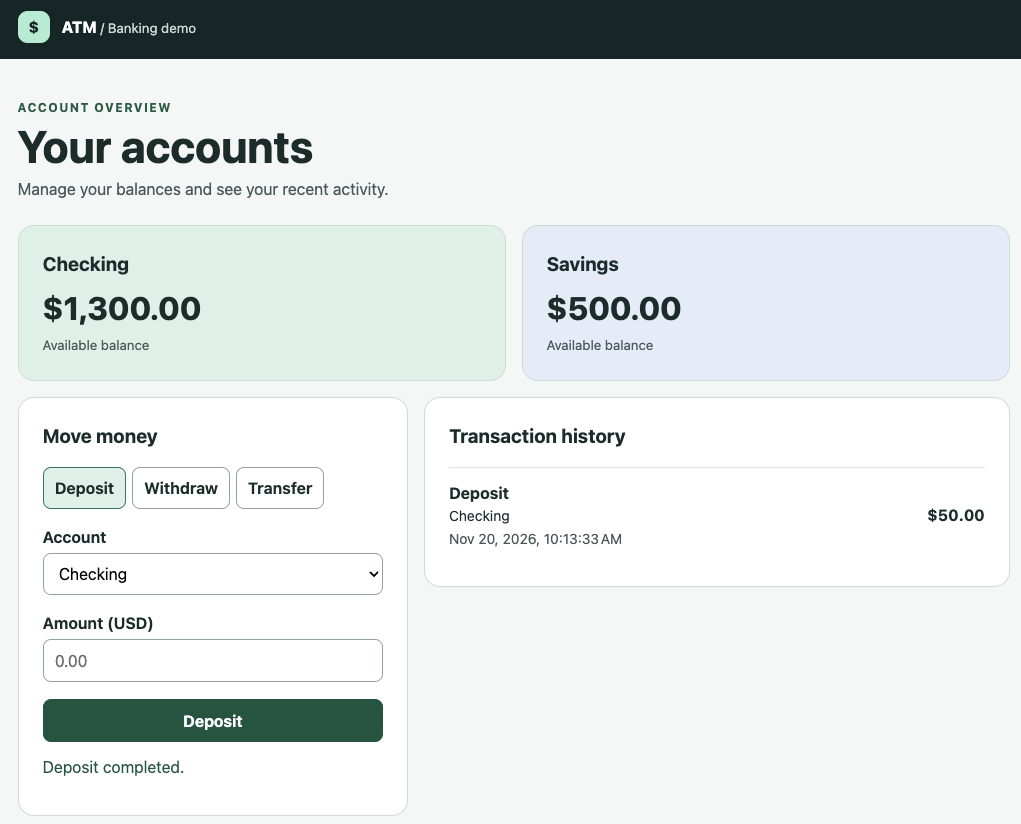 $ ATM / Banking demo
ACCOUNT OVERVIEW
Your accounts
Manage your balances and see your recent activity.
Checking
$1,300.00
Available balance
Savings
$500.00
Available balance
Move money
Deposit Withdraw Transfer
Account
Checking
Amount (USD)
0.00
Deposit
Deposit completed.
Transaction history
Deposit
Checking
$50.00
Nov 20, 2026, 10:13:33 AM